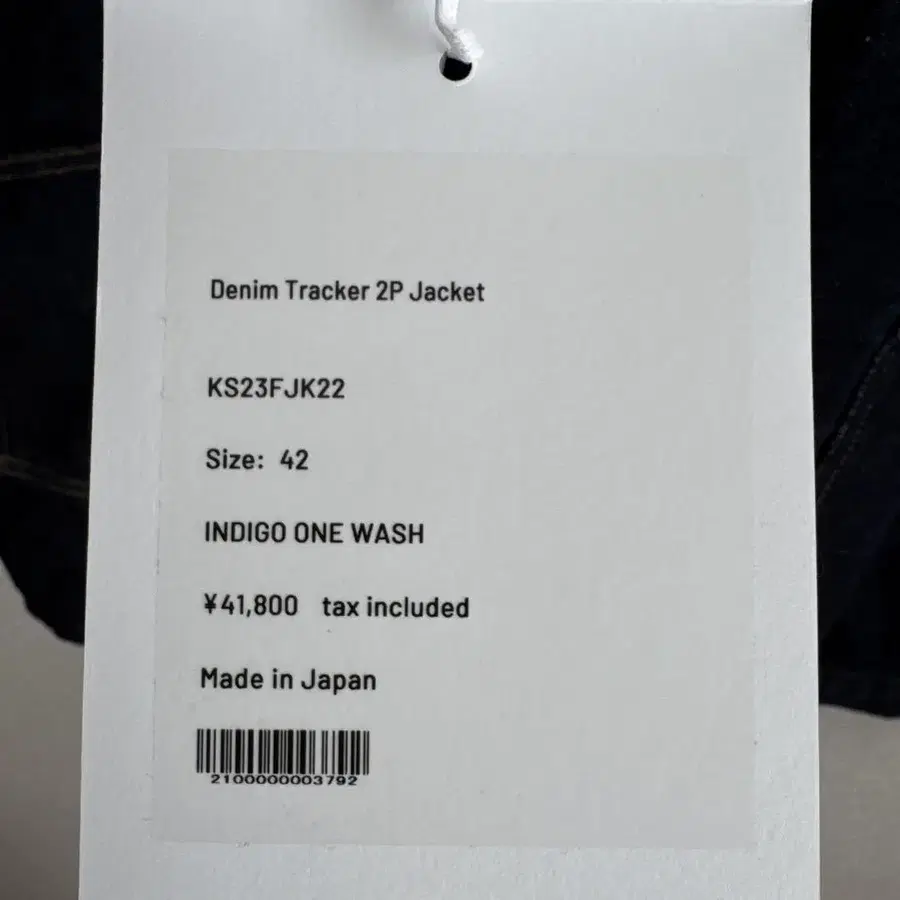 Denim Tracker 2P Jacket
KS23FJK22
Size: 42
INDIGO ONE WASH
¥41,800 tax included
Made in Japan
2100000003792